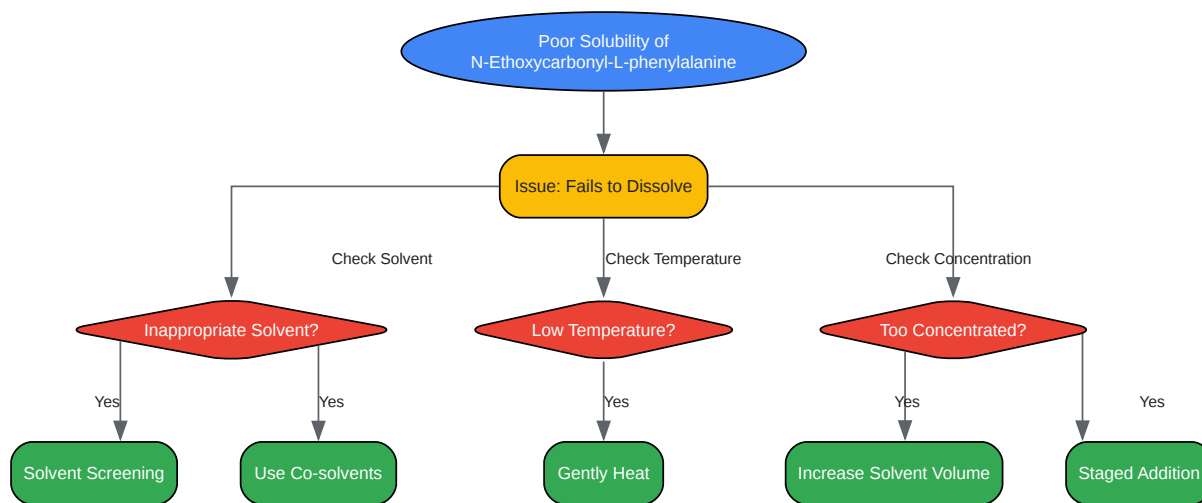 Poor Solubility of
N-Ethoxycarbonyl-L-phenylalanine
Issue: Fails to Dissolve
Check Solvent
Check Temperature
Check Concentration
Inappropriate Solvent?
Low Temperature?
Too Concentrated?
Yes
Yes
Yes
Yes
Yes
Solvent Screening
Use Co-solvents
Gently Heat
Increase Solvent Volume
Staged Addition